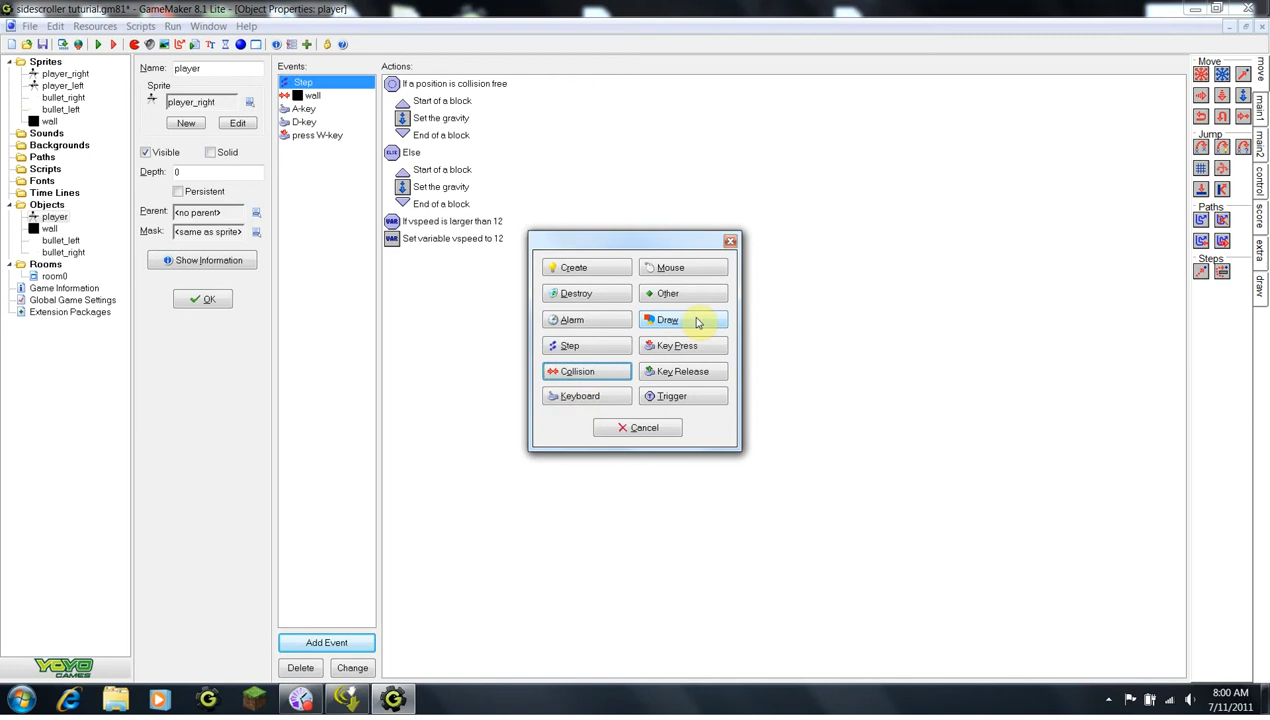 sidescroller tuturial.gm81* - GameMaker 8.1 Lite - [Object Properties: player]
File Edit Resources Scripts Run Window Help
Sprites
player_right
player_left
bullet_right
bullet_left
wall
Sounds
Backgrounds
Paths
Scripts
Fonts
Time Lines
Objects
player
wall
bullet_left
bullet_right
Rooms
room0
Game Information
Global Game Settings
Extension Packages
YOYO
GAMES
Name: player
Sprite
player_right
New Edit
Visible Solid
Depth: 0
Persistent
Parent: <no parent>
Mask: <same as sprite>
Show Information
OK
Events:
Step
wall
A-key
D-key
press W-key
Add Event
Delete Change
Actions:
If a position is collision free
Start of a block
Set the gravity
End of a block
ELSE Else
Start of a block
Set the gravity
End of a block
VAR If vspeed is larger than 12
VAR Set variable vspeed to 12
Create Mouse
Destroy Other
Alarm Draw
Step Key Press
Collision Key Release
Keyboard Trigger
Cancel
Move
Jump
Paths
Steps
move
main1
main2
control
score
extra
draw
8:00 AM
7/11/2011